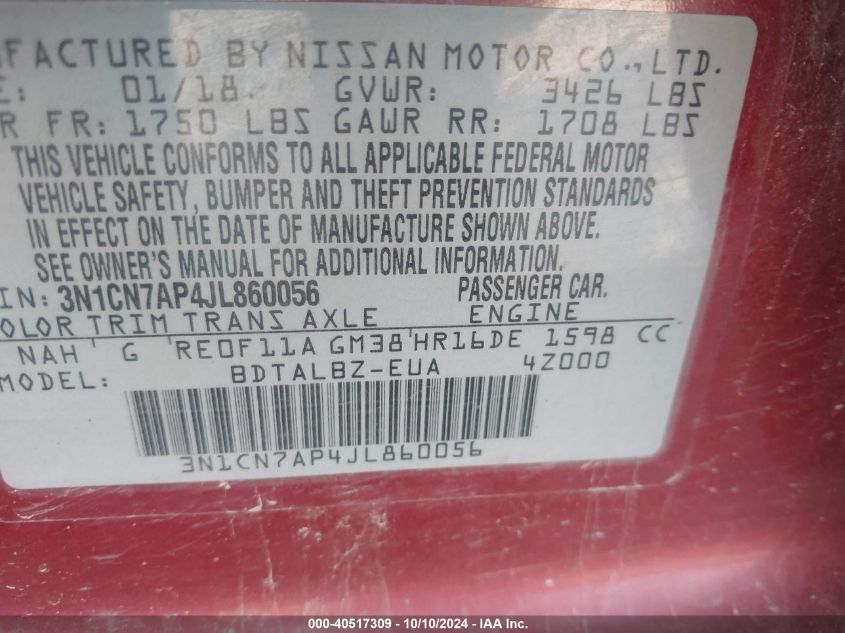 UFACTURED BY NISSAN MOTOR CO., LTD.
E: 01/18 GVWR: 3426 LBS
R FR: 1750 LBS GAWR RR: 1708 LBS
THIS VEHICLE CONFORMS TO ALL APPLICABLE FEDERAL MOTOR
VEHICLE SAFETY, BUMPER AND THEFT PREVENTION STANDARDS
IN EFFECT ON THE DATE OF MANUFACTURE SHOWN ABOVE.
SEE OWNER'S MANUAL FOR ADDITIONAL INFORMATION.
IN: 3N1CN7AP4JL860056 PASSENGER CAR.
OLOR TRIM TRANS AXLE ENGINE
NAH G RE0F11A GM38 HR16DE 1598 CC
MODEL: BDTALBZ-EUA 4Z000
3N1CN7AP4JL860056
000-40517309 - 10/10/2024 - IAA Inc.